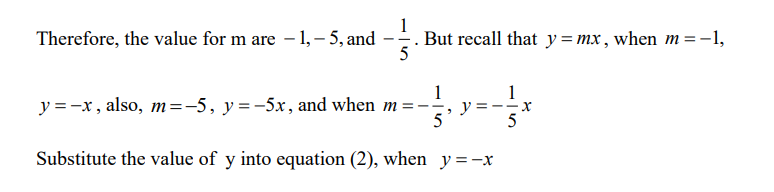 Therefore, the value for m are −1, −5, and −1/5. But recall that y = mx, when m = −1,
y = −x, also, m = −5, y = −5x, and when m = −1/5, y = −1/5 x
Substitute the value of y into equation (2), when y = −x